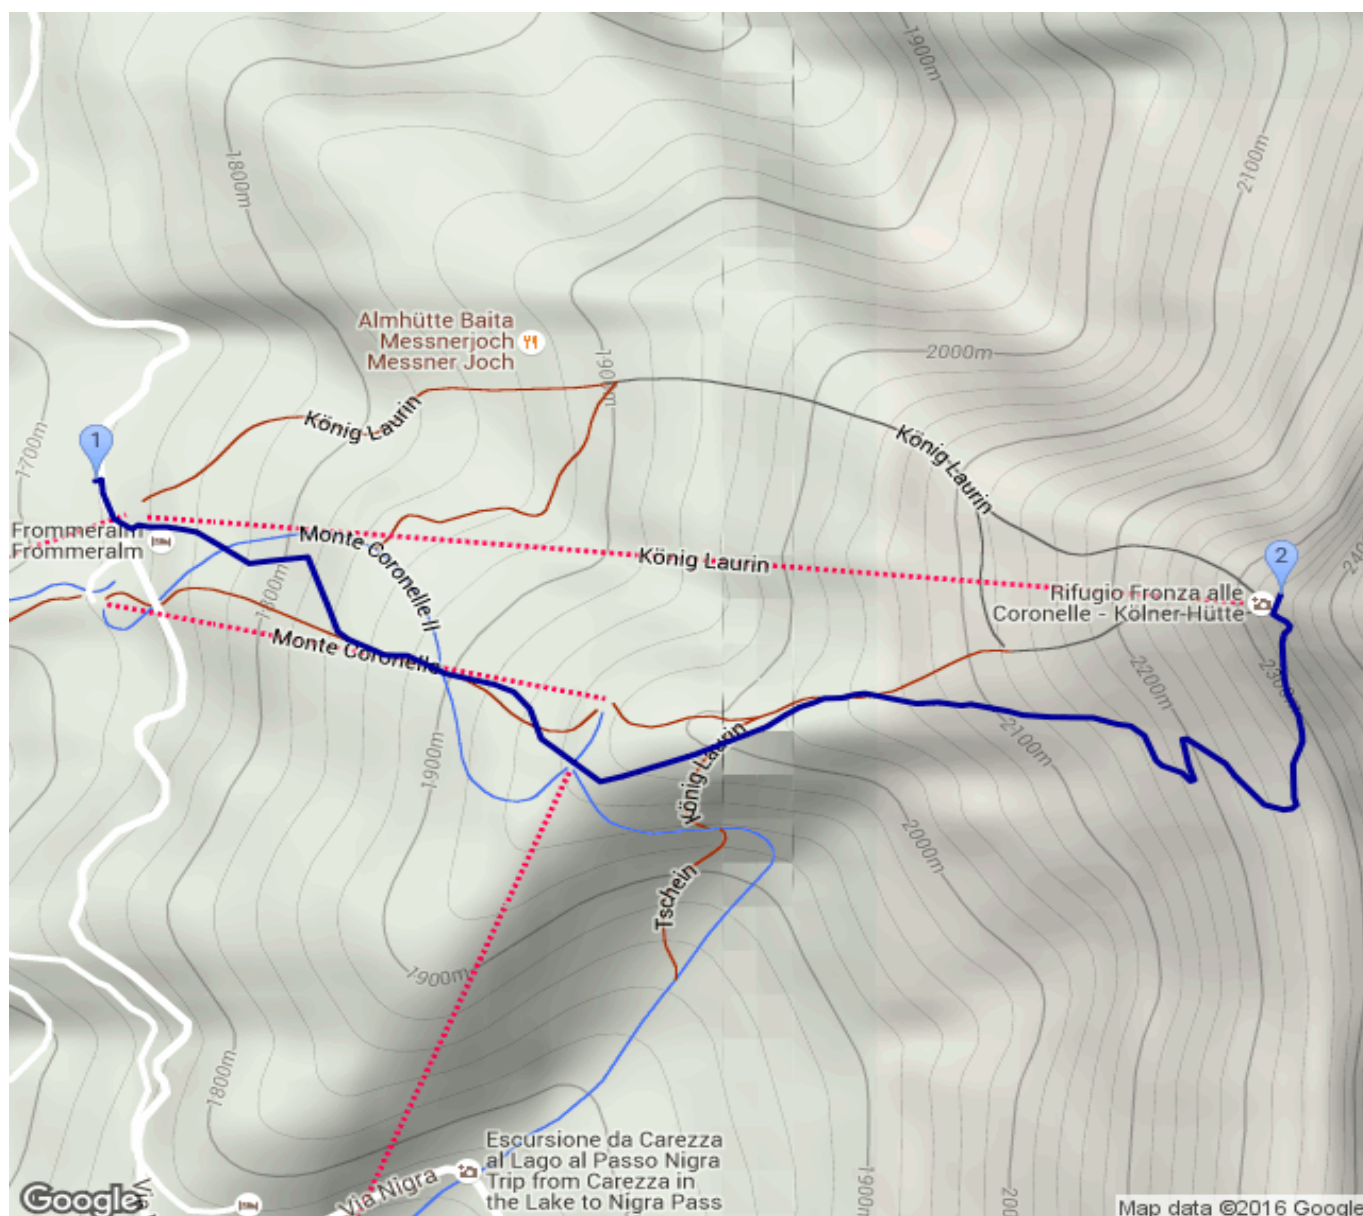 1900m
2100m
1800m
Almhütte Baita
Messnerjoch
Messner Joch
2000m
1900m
König Laurin
1700m
1
König Laurin
Frommeralm
Frommeralm
Monte Coronelle II
König Laurin
2
Rifugio Fronza alle
Coronelle - Kölner-Hütte
1800m
Monte Coronelle
2200m
2300m
2100m
1900m
König Laurin
2000m
Tschein
1900m
1800m
Escursione da Carezza
al Lago al Passo Nigra
Trip from Carezza in
the Lake to Nigra Pass
Via Nigra
Google
Map data ©2016 Google